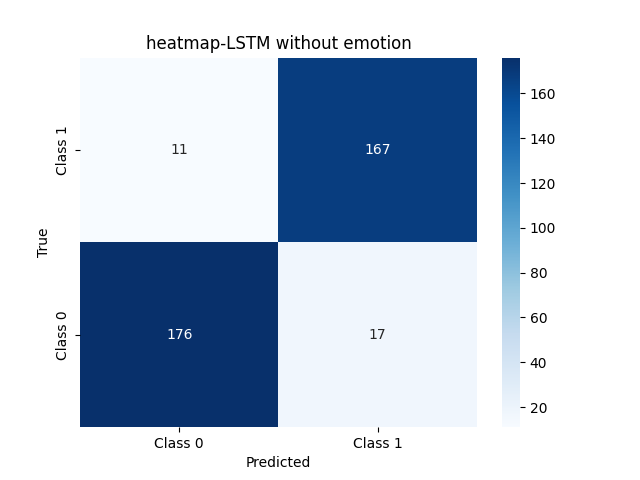 heatmap-LSTM without emotion
True
Class 1
11 167
Class 0
176 17
Class 0 Class 1
Predicted
160
140
120
100
80
60
40
20